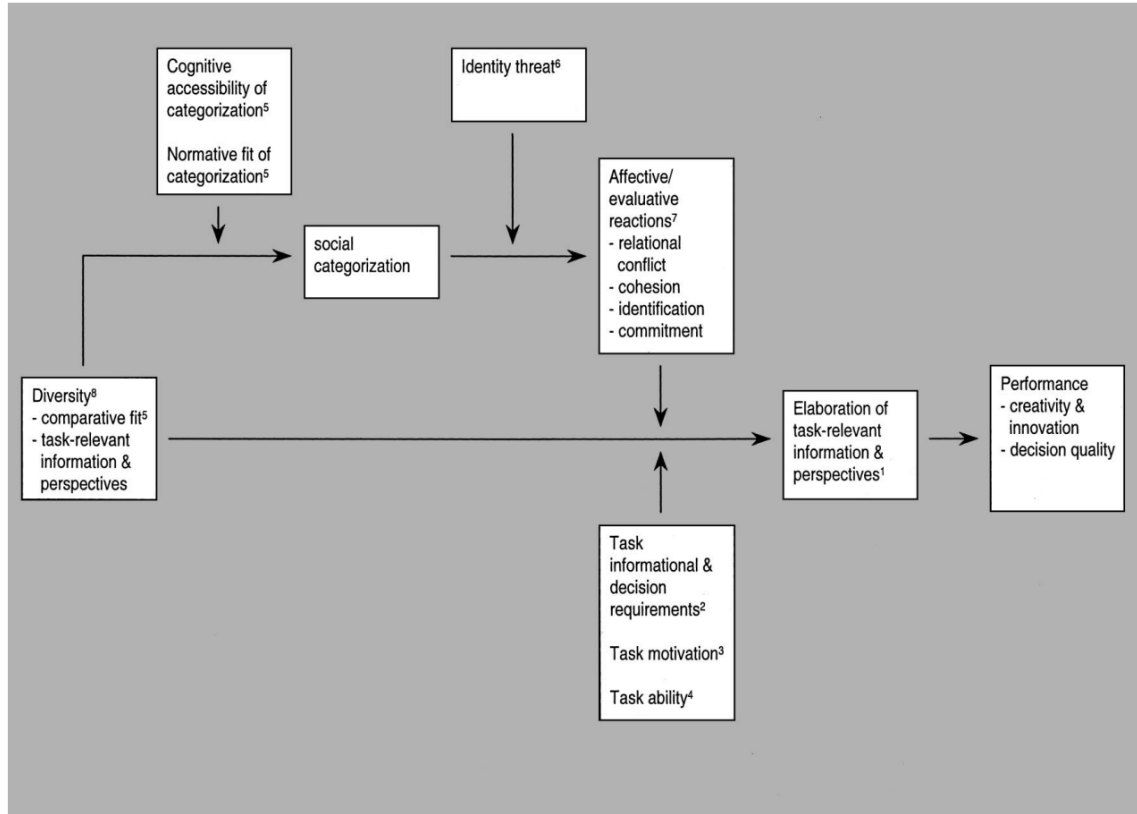 Cognitive
accessibility of
categorization⁵
Normative fit of
categorization⁵
Identity threat⁶
social
categorization
Affective/
evaluative
reactions⁷
- relational
conflict
- cohesion
- identification
- commitment
Diversity⁸
- comparative fit⁵
- task-relevant
information &
perspectives
Elaboration of
task-relevant
information &
perspectives¹
Performance
- creativity &
innovation
- decision quality
Task
informational &
decision
requirements²
Task motivation³
Task ability⁴